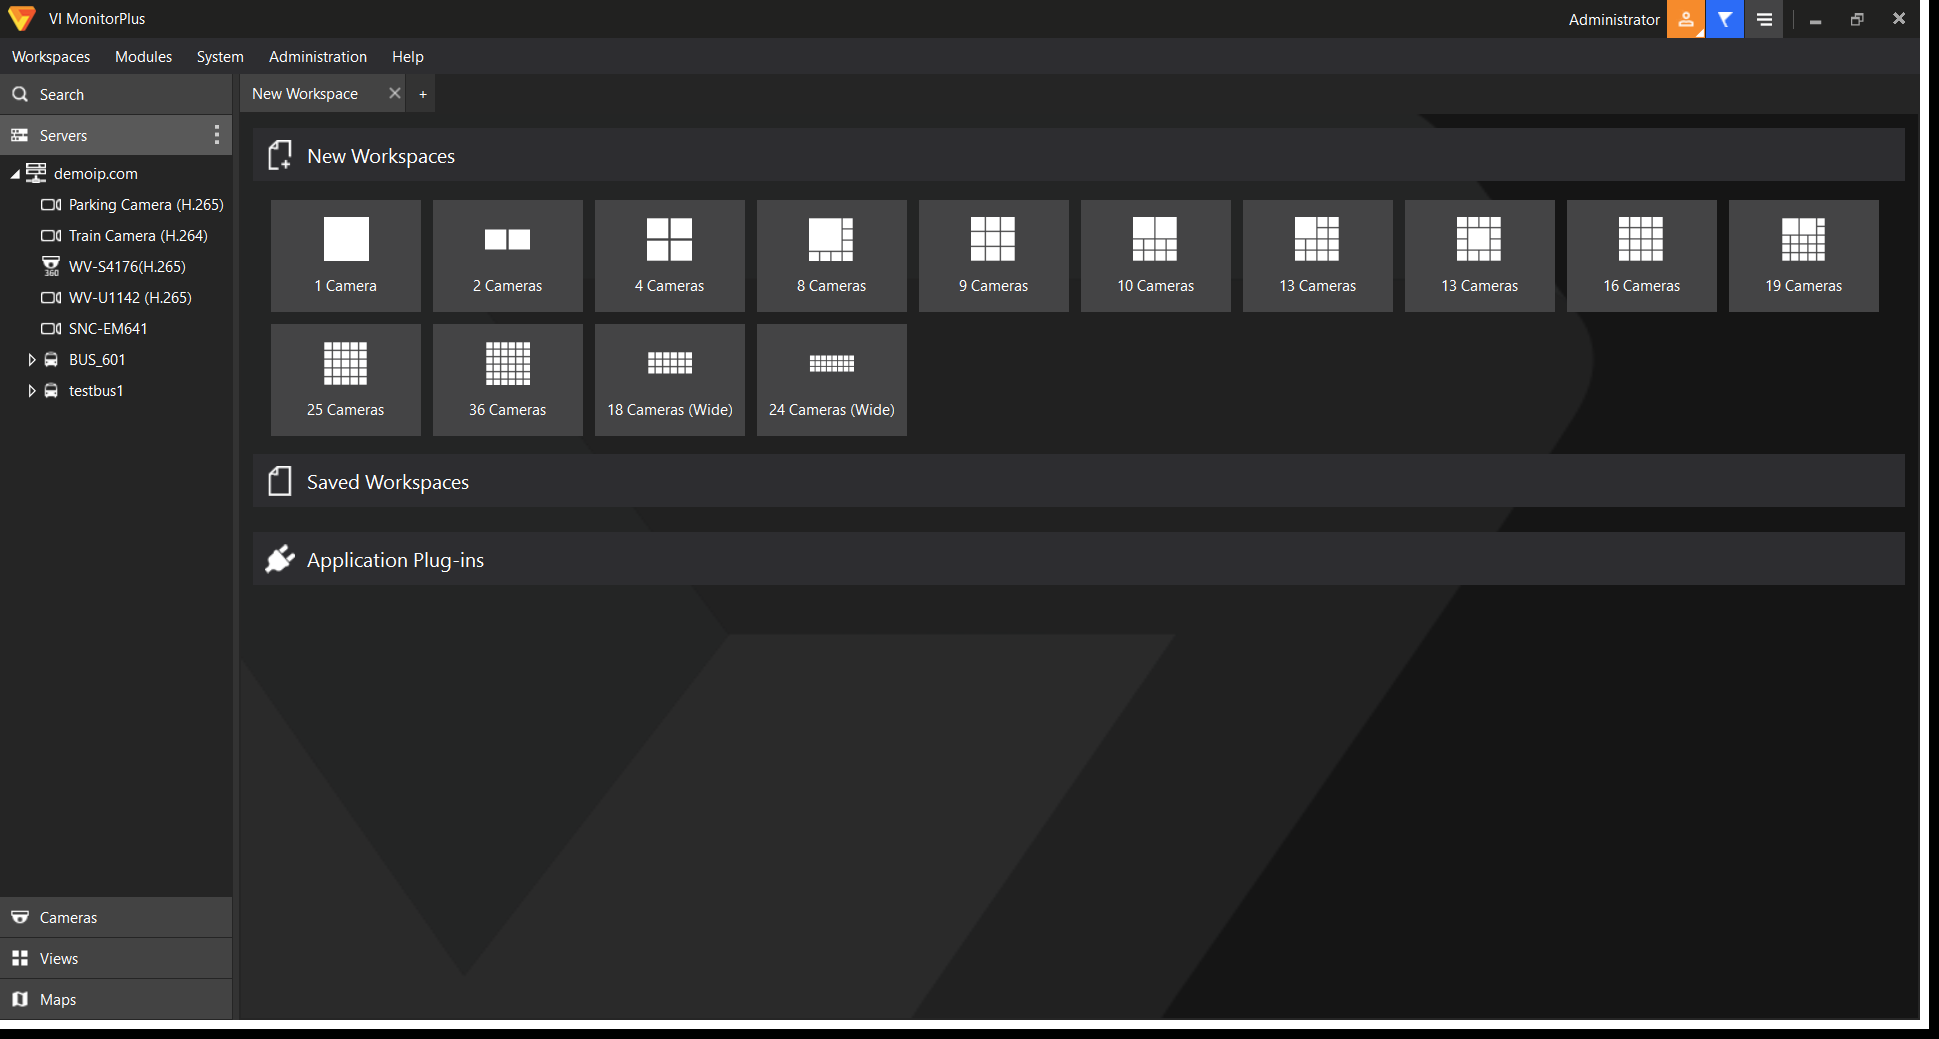 VI MonitorPlus
Administrator
Workspaces Modules System Administration Help
Search
New Workspace +
Servers
demoip.com
Parking Camera (H.265)
Train Camera (H.264)
360 WV-S4176(H.265)
WV-U1142 (H.265)
SNC-EM641
BUS_601
testbus1
Cameras
Views
Maps
New Workspaces
1 Camera
2 Cameras
4 Cameras
8 Cameras
9 Cameras
10 Cameras
13 Cameras
13 Cameras
16 Cameras
19 Cameras
25 Cameras
36 Cameras
18 Cameras (Wide)
24 Cameras (Wide)
Saved Workspaces
Application Plug-ins